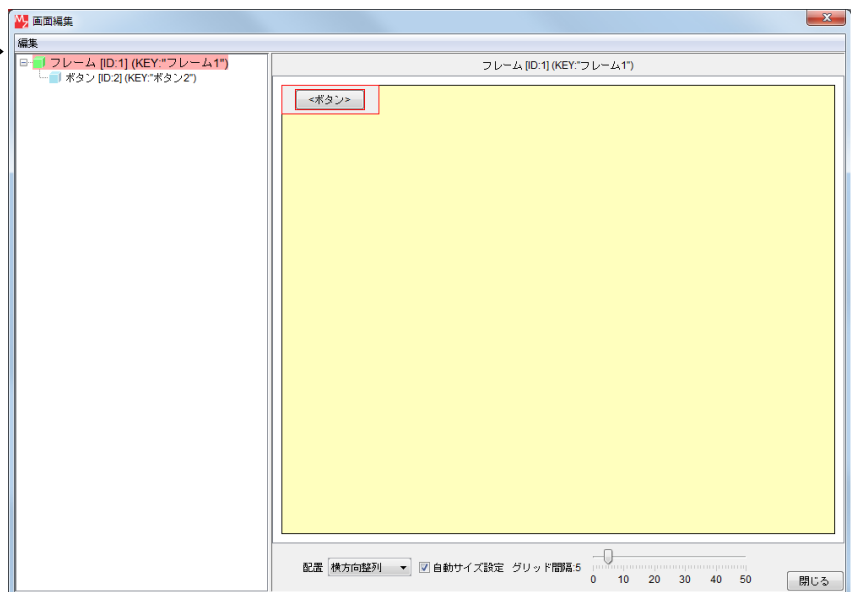 画面編集
編集
フレーム [ID:1] (KEY:"フレーム1")
ボタン [ID:2] (KEY:"ボタン2")
フレーム [ID:1] (KEY:"フレーム1")
<ボタン>
配置 横方向整列 自動サイズ設定 グリッド間隔:5
0 10 20 30 40 50
閉じる